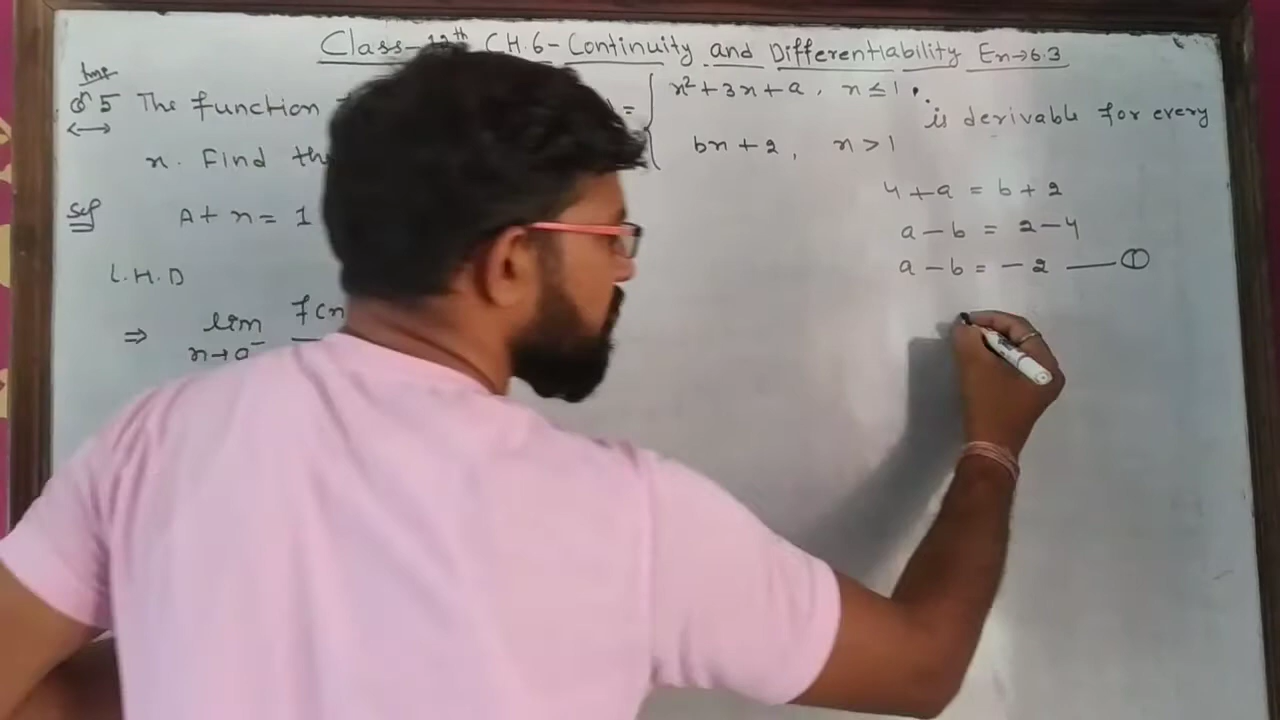 Class-12th CH.6-Continuity and Differentiability Ex→6.3
Imp
Q 5 The function = { x² + 3x + a , x ≤ 1
bx + 2 , x > 1
is derivable for every
x. Find the
4 + a = b + 2
Sol At x = 1
a - b = 2 - 4
a - b = - 2 —— ①
L.H.D
⇒ lim x→a⁻ f(x